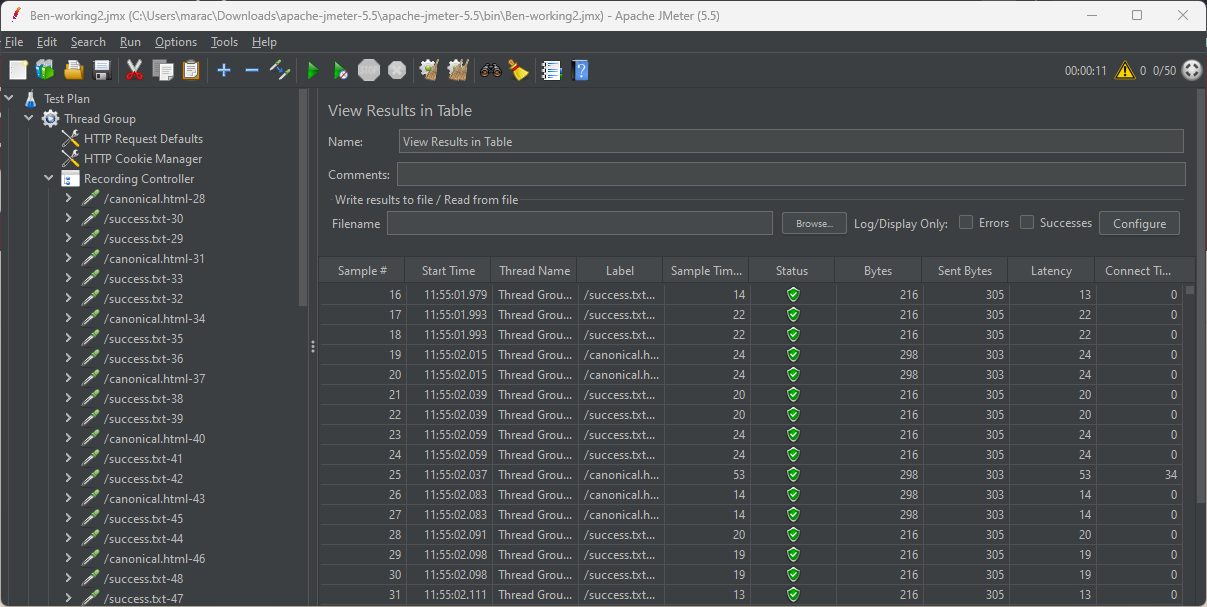 Ben-working2.jmx (C:\Users\marac\Downloads\apache-jmeter-5.5\apache-jmeter-5.5\bin\Ben-working2.jmx) - Apache JMeter (5.5)
File Edit Search Run Options Tools Help
STOP
00:00:11 0 0/50
Test Plan
Thread Group
HTTP Request Defaults
HTTP Cookie Manager
Recording Controller
/canonical.html-28
/success.txt-30
/success.txt-29
/canonical.html-31
/success.txt-33
/success.txt-32
/canonical.html-34
/success.txt-35
/success.txt-36
/canonical.html-37
/success.txt-38
/success.txt-39
/canonical.html-40
/success.txt-41
/success.txt-42
/canonical.html-43
/success.txt-45
/success.txt-44
/canonical.html-46
/success.txt-48
/success.txt-47
View Results in Table
Name: View Results in Table
Comments:
Write results to file / Read from file
Filename Browse... Log/Display Only: Errors Successes Configure
Sample # Start Time Thread Name Label Sample Tim... Status Bytes Sent Bytes Latency Connect Ti...
16 11:55:01.979 Thread Grou... /success.txt... 14 216 305 13 0
17 11:55:01.993 Thread Grou... /success.txt... 22 216 305 22 0
18 11:55:01.993 Thread Grou... /success.txt... 22 216 305 22 0
19 11:55:02.015 Thread Grou... /canonical.h... 24 298 303 24 0
20 11:55:02.015 Thread Grou... /canonical.h... 24 298 303 24 0
21 11:55:02.039 Thread Grou... /success.txt... 20 216 305 20 0
22 11:55:02.039 Thread Grou... /success.txt... 20 216 305 20 0
23 11:55:02.059 Thread Grou... /success.txt... 24 216 305 24 0
24 11:55:02.059 Thread Grou... /success.txt... 24 216 305 24 0
25 11:55:02.037 Thread Grou... /canonical.h... 53 298 303 53 34
26 11:55:02.083 Thread Grou... /canonical.h... 14 298 303 14 0
27 11:55:02.083 Thread Grou... /canonical.h... 14 298 303 14 0
28 11:55:02.091 Thread Grou... /success.txt... 20 216 305 20 0
29 11:55:02.098 Thread Grou... /success.txt... 19 216 305 19 0
30 11:55:02.098 Thread Grou... /success.txt... 19 216 305 19 0
31 11:55:02.111 Thread Grou... /success.txt... 13 216 305 13 0